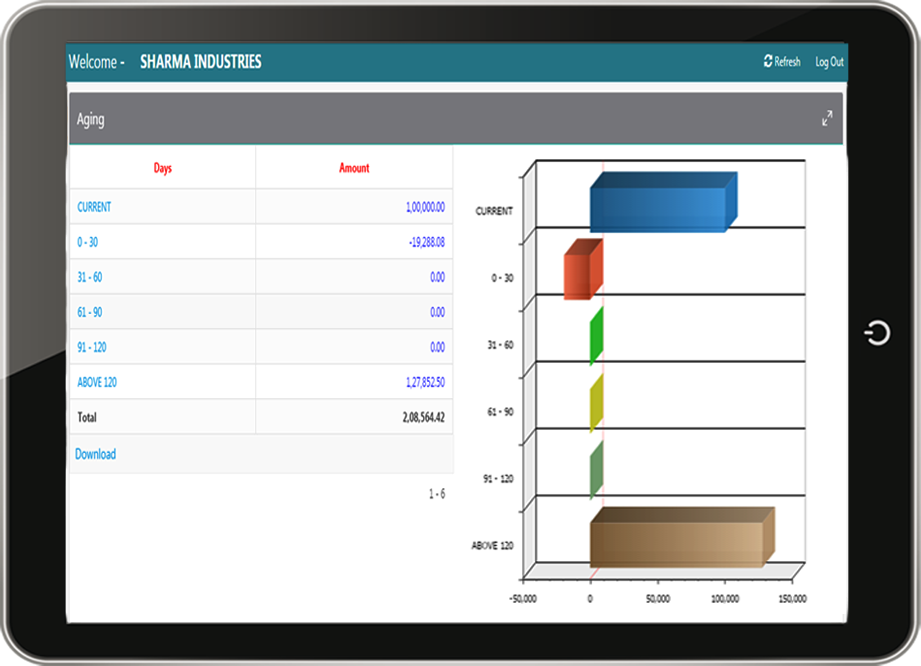 Welcome - SHARMA INDUSTRIES Refresh Log Out
Aging
Days Amount
CURRENT 1,00,000.00
0 - 30 -19,288.08
31 - 60 0.00
61 - 90 0.00
91 - 120 0.00
ABOVE 120 1,27,852.50
Total 2,08,564.42
Download
1 - 6
CURRENT
0 - 30
31 - 60
61 - 90
91 - 120
ABOVE 120
-50,000 0 50,000 100,000 150,000